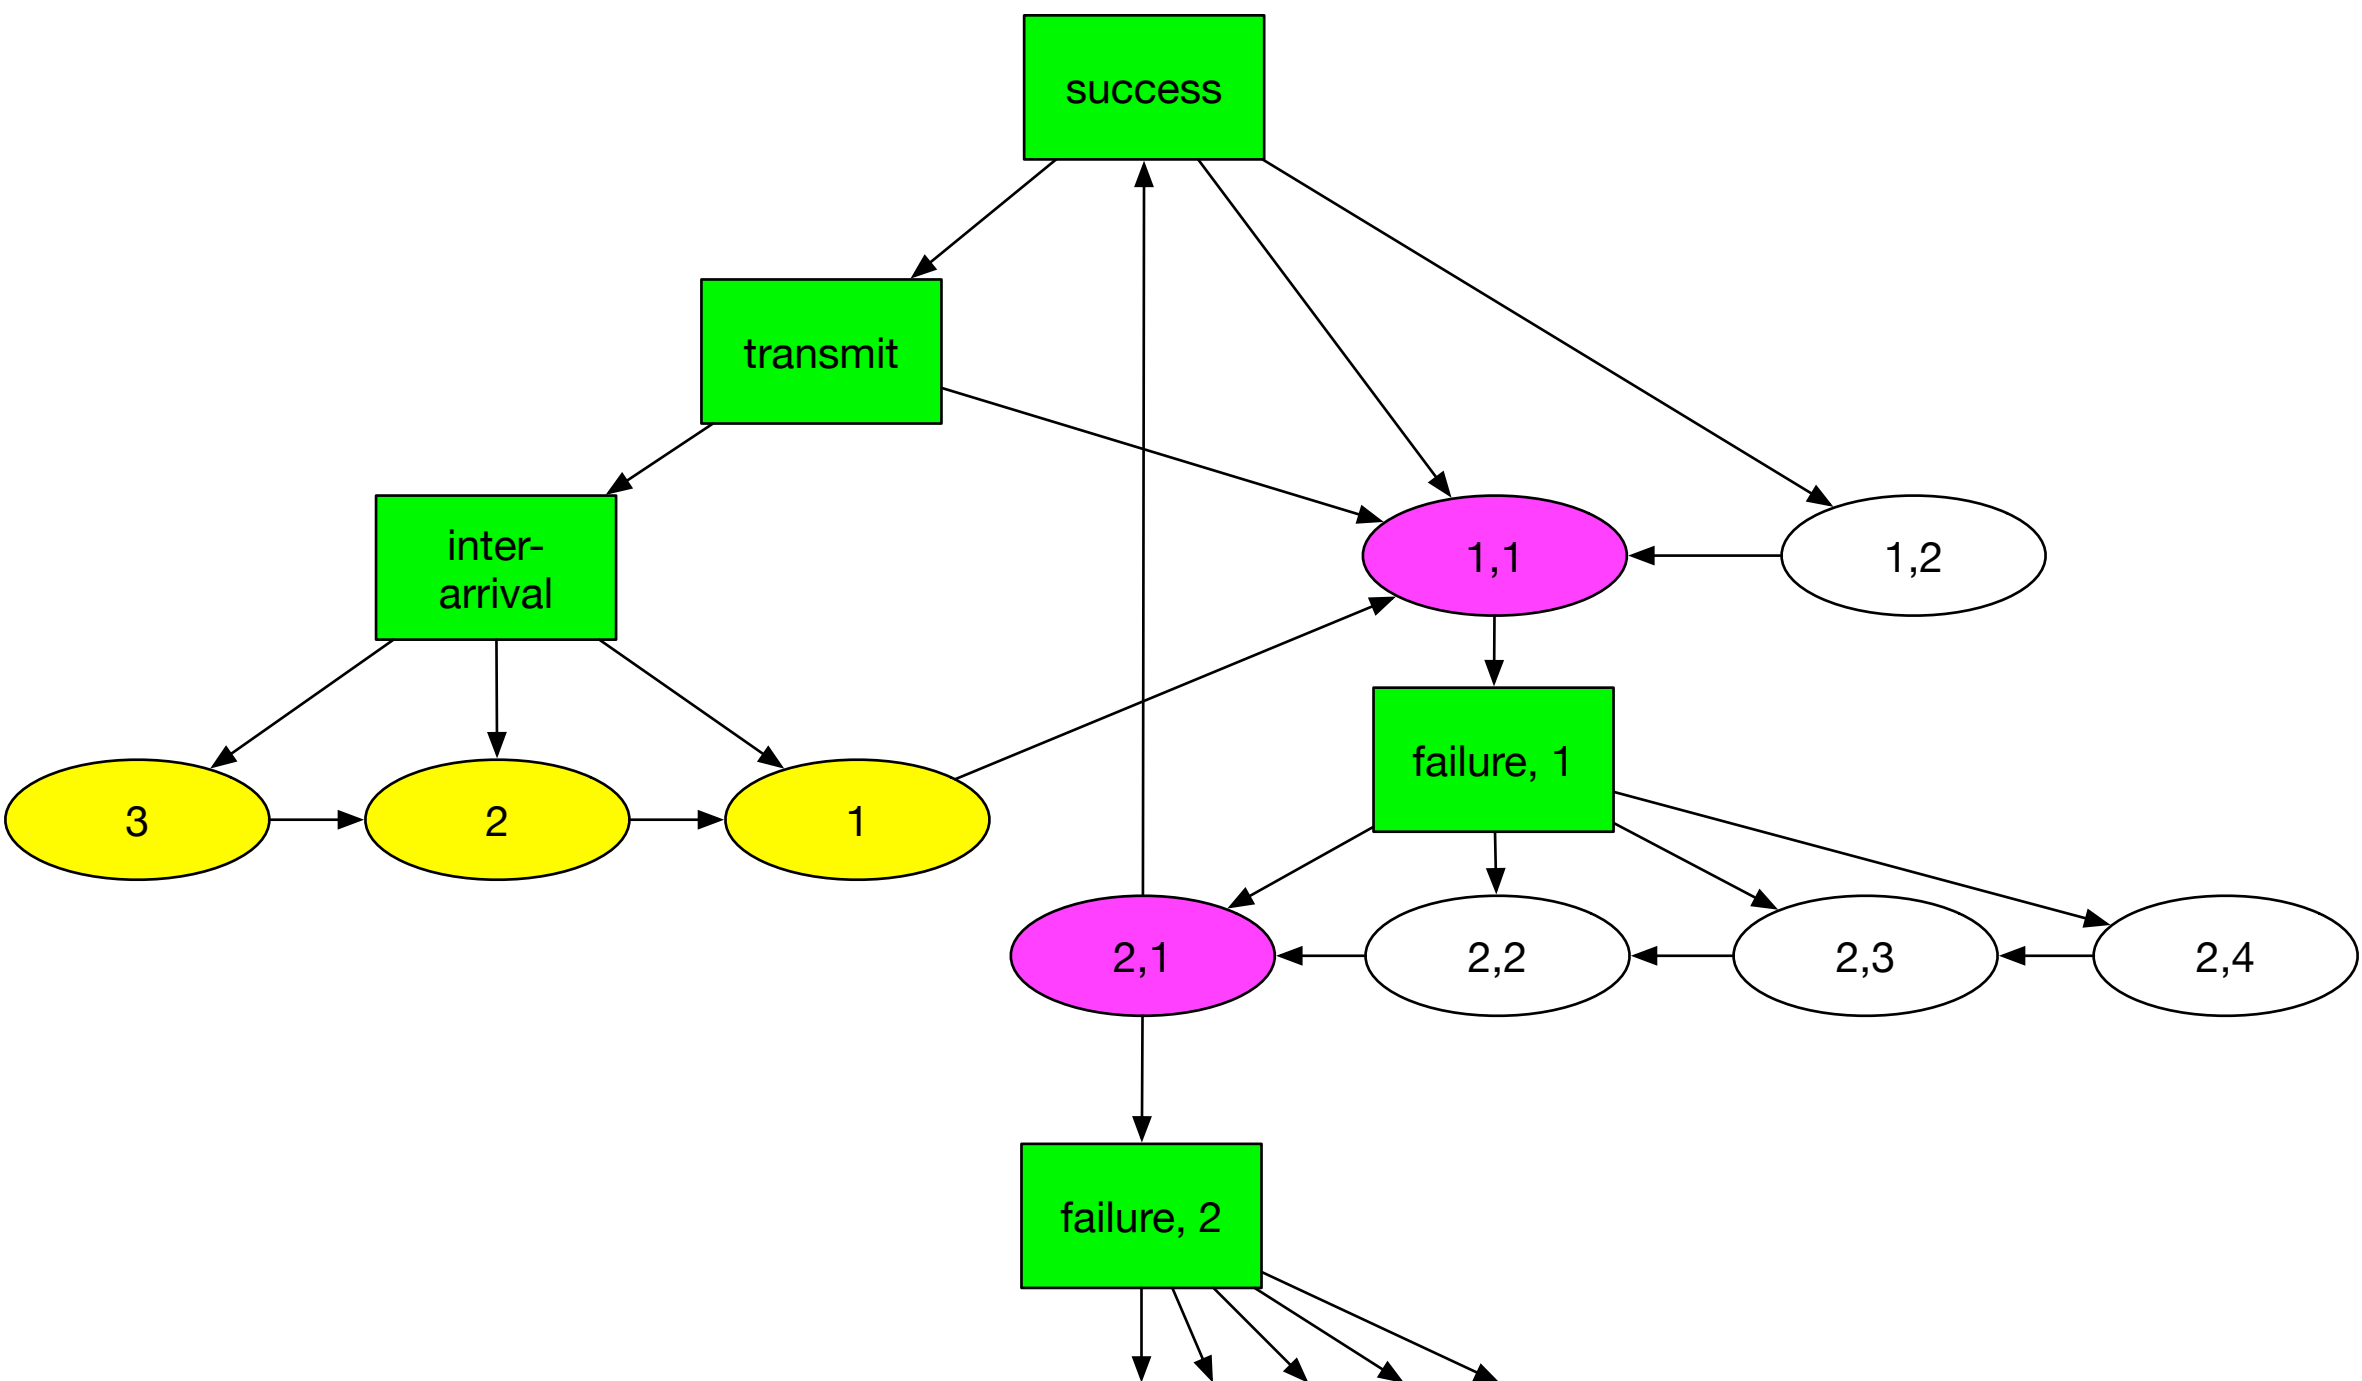 success
transmit
inter-
arrival
1,1
1,2
failure, 1
3
2
1
2,1
2,2
2,3
2,4
failure, 2